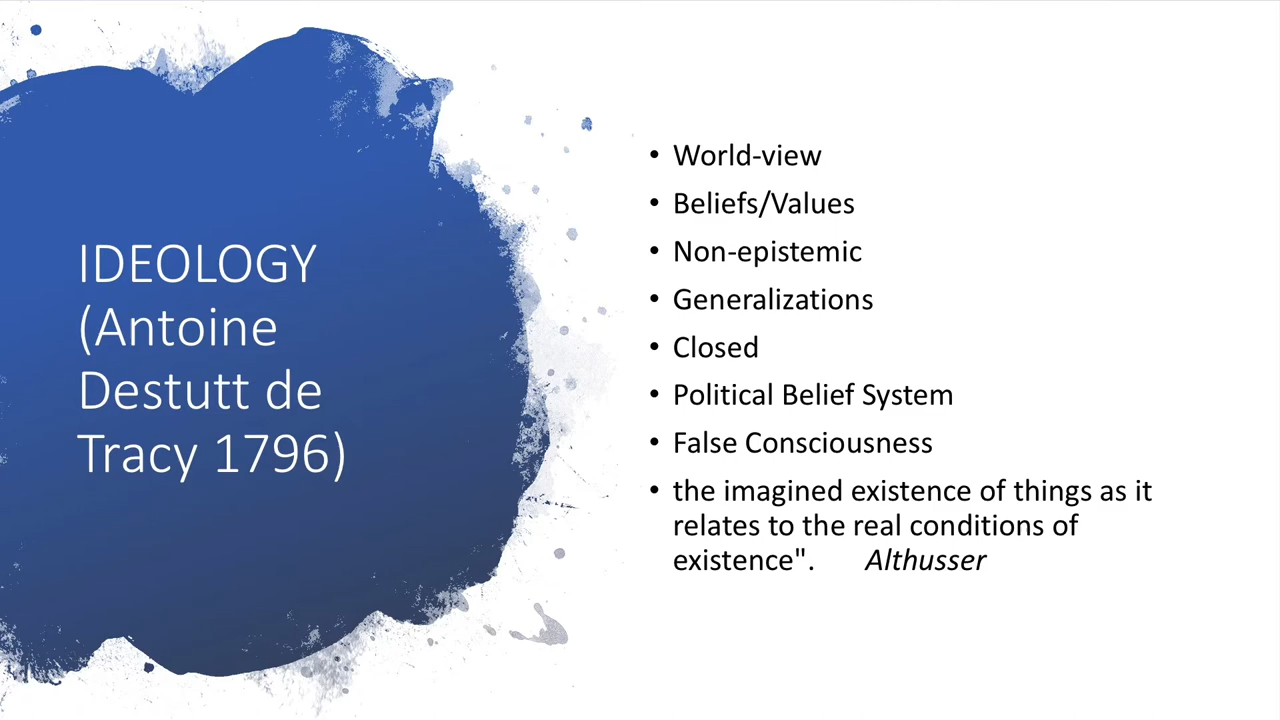 IDEOLOGY
(Antoine
Destutt de
Tracy 1796)
• World-view
• Beliefs/Values
• Non-epistemic
• Generalizations
• Closed
• Political Belief System
• False Consciousness
• the imagined existence of things as it
relates to the real conditions of
existence". Althusser